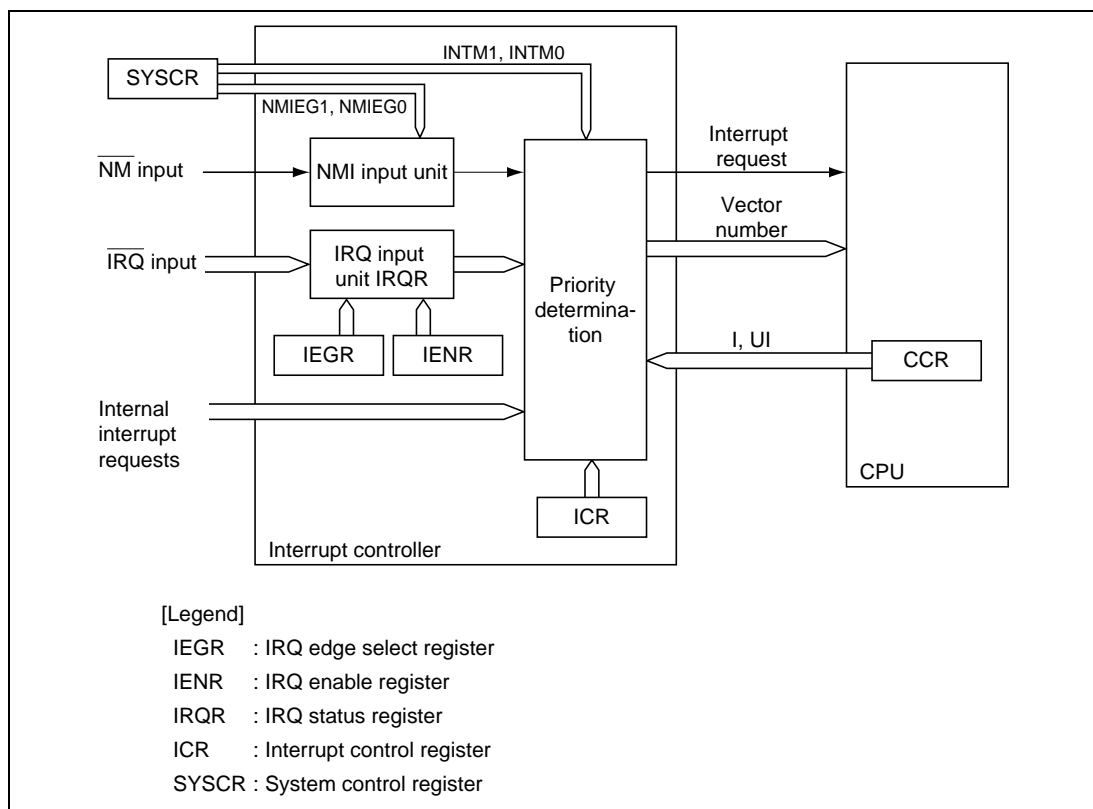 INTM1, INTM0
SYSCR
NMIEG1, NMIEG0
NM input
NMI input unit
Interrupt
request
Vector
number
IRQ input
IRQ input
unit IRQR
Priority
determina-
tion
IEGR
IENR
I, UI
CCR
Internal
interrupt
requests
CPU
ICR
Interrupt controller
[Legend]
IEGR : IRQ edge select register
IENR : IRQ enable register
IRQR : IRQ status register
ICR : Interrupt control register
SYSCR : System control register